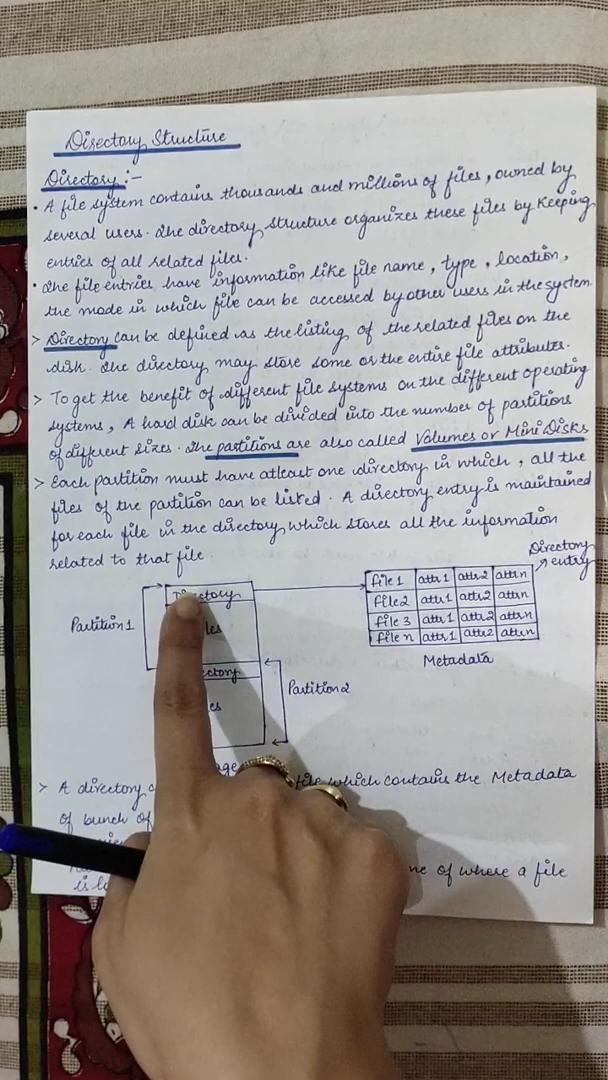 Directory Structure
Directory :-
• A file system contains thousands and millions of files, owned by
several users. The directory structure organizes these files by keeping
entries of all related files.
• The file entries have information like file name, type, location,
the mode in which file can be accessed by other users in the system
> Directory can be defined as the listing of the related files on the
disk. The directory may store some or the entire file attributes.
> To get the benefit of different file systems on the different operating
systems, A hard disk can be divided into the number of partitions
of different sizes. The partitions are also called Volumes or Mini Disks
> Each partition must have atleast one directory in which, all the
files of the partition can be listed. A directory entry is maintained
for each file in the directory which stores all the information
related to that file.
Directory entry
Directory
file 1 attr 1 attr 2 attr n
file 2 attr 1 attr 2 attr n
file 3 attr 1 attr 2 attr n
file n attr 1 attr 2 attr n
Metadata
Partition 1
Partition 2
> A directory file which contains the Metadata
of bunch of
of where a file
is